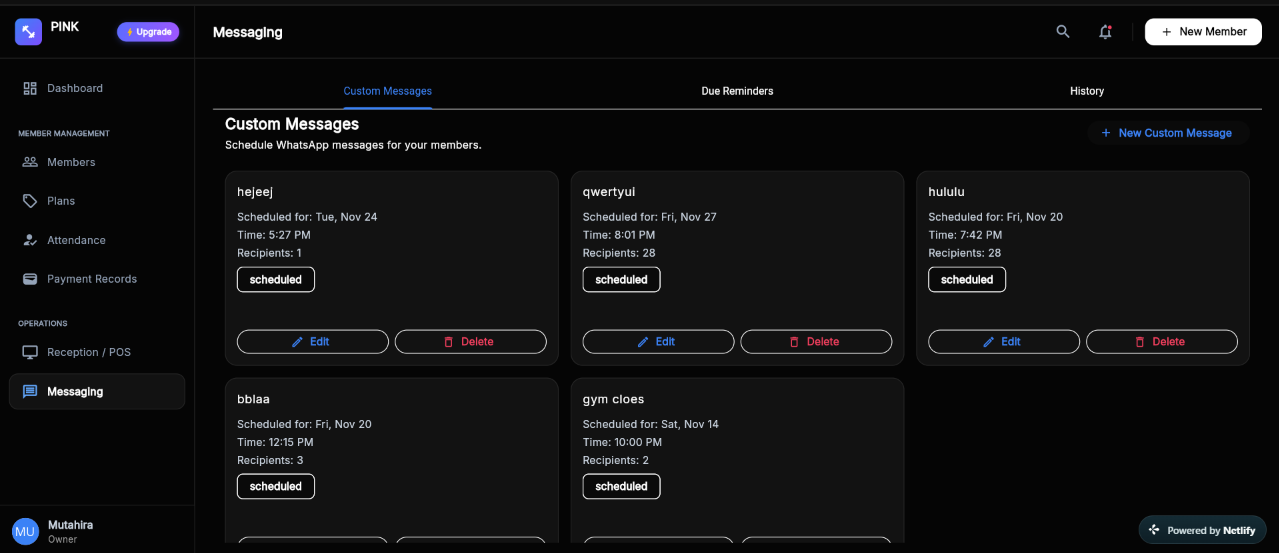 PINK
Upgrade
Messaging
New Member
Dashboard
MEMBER MANAGEMENT
Members
Plans
Attendance
Payment Records
OPERATIONS
Reception / POS
Messaging
MU
Mutahira
Owner
Custom Messages
Due Reminders
History
Custom Messages
Schedule WhatsApp messages for your members.
New Custom Message
hejeej
Scheduled for: Tue, Nov 24
Time: 5:27 PM
Recipients: 1
scheduled
Edit
Delete
qwertyui
Scheduled for: Fri, Nov 27
Time: 8:01 PM
Recipients: 28
scheduled
Edit
Delete
hululu
Scheduled for: Fri, Nov 20
Time: 7:42 PM
Recipients: 28
scheduled
Edit
Delete
bblaa
Scheduled for: Fri, Nov 20
Time: 12:15 PM
Recipients: 3
scheduled
gym cloes
Scheduled for: Sat, Nov 14
Time: 10:00 PM
Recipients: 2
scheduled
Powered by Netlify